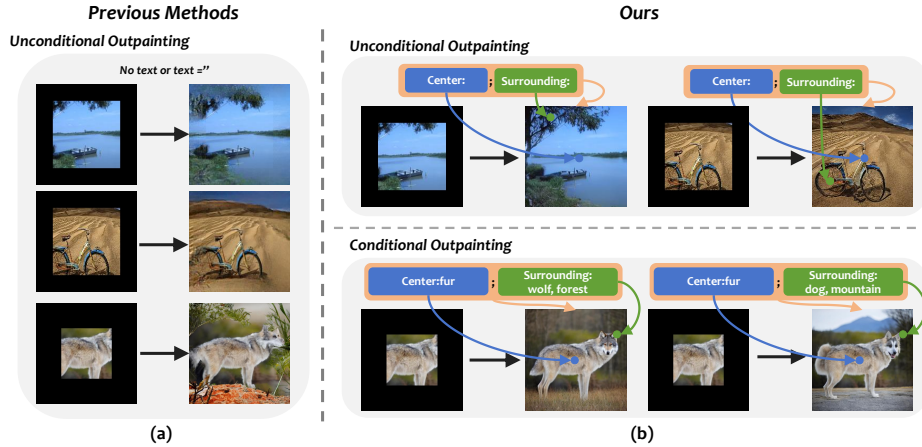 Previous Methods
Unconditional Outpainting
No text or text =”
(a)
Ours
Unconditional Outpainting
Center: ; Surrounding:
Center: ; Surrounding:
Conditional Outpainting
Center:fur ; Surrounding:
wolf, forest
Center:fur ; Surrounding:
dog, mountain
(b)